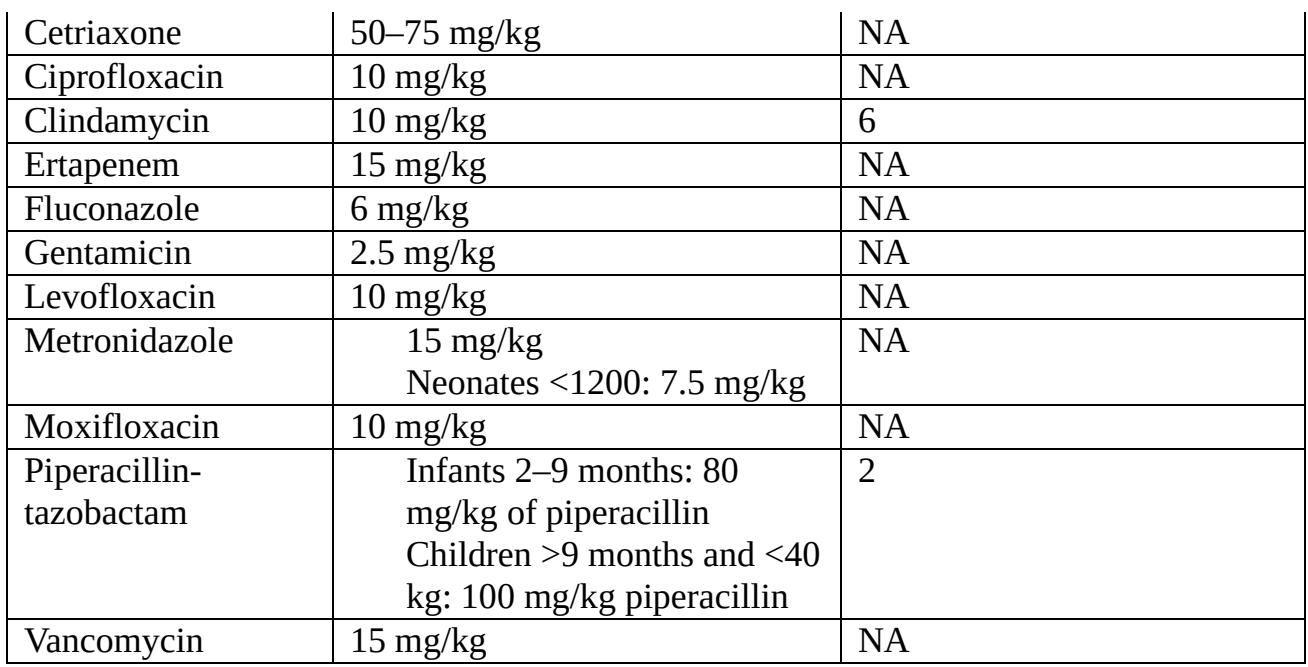 Cetriaxone 50–75 mg/kg NA
Ciprofloxacin 10 mg/kg NA
Clindamycin 10 mg/kg 6
Ertapenem 15 mg/kg NA
Fluconazole 6 mg/kg NA
Gentamicin 2.5 mg/kg NA
Levofloxacin 10 mg/kg NA
Metronidazole 15 mg/kg NA
Neonates <1200: 7.5 mg/kg
Moxifloxacin 10 mg/kg NA
Piperacillin- Infants 2–9 months: 80 2
tazobactam mg/kg of piperacillin
Children >9 months and <40
kg: 100 mg/kg piperacillin
Vancomycin 15 mg/kg NA